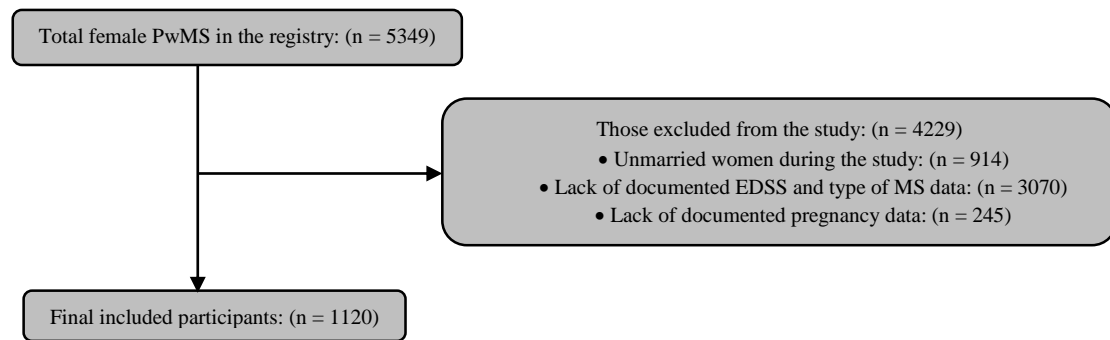 Total female PwMS in the registry: (n = 5349)
Those excluded from the study: (n = 4229)
• Unmarried women during the study: (n = 914)
• Lack of documented EDSS and type of MS data: (n = 3070)
• Lack of documented pregnancy data: (n = 245)
Final included participants: (n = 1120)